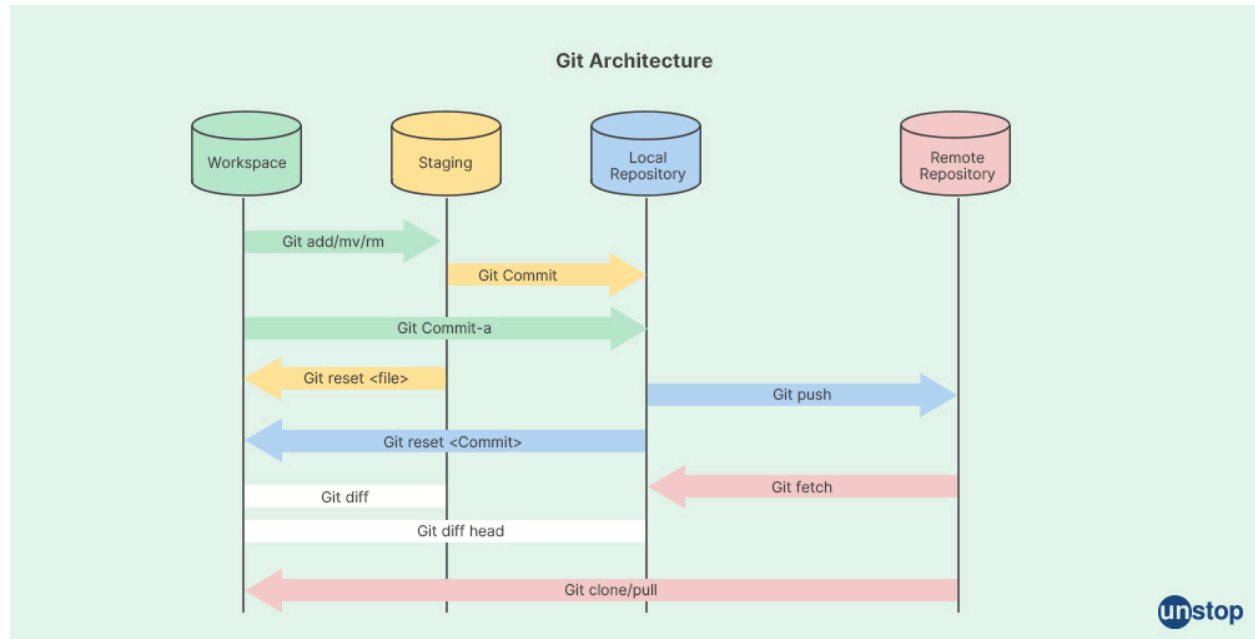 Git Architecture
Workspace
Staging
Local
Repository
Remote
Repository
Git add/mv/rm
Git Commit
Git Commit-a
Git reset <file>
Git push
Git reset <Commit>
Git fetch
Git diff
Git diff head
Git clone/pull
unstop